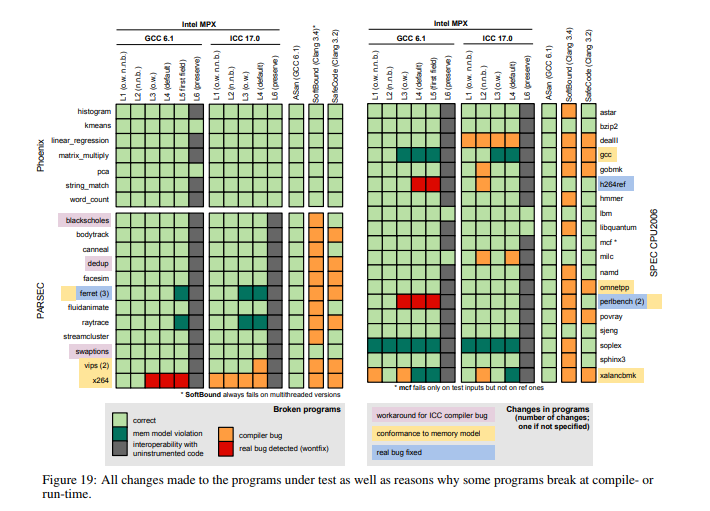 Intel MPX
GCC 6.1
ICC 17.0
L1 (o.w. n.n.b.)
L2 (n.n.b.)
L3 (o.w.)
L4 (default)
L5 first field)
L6 (preserve)
L1 (o.w. n.n.b.)
L2 (n.n.b.)
L3 (o.w.)
L4 (default)
L6 (preserve)
ASan (GCC 6.1)
SoftBound (Clang 3.4)*
SafeCode (Clang 3.2)
Phoenix
histogram
kmeans
linear_regression
matrix_multiply
pca
string_match
word_count
PARSEC
blackscholes
bodytrack
canneal
dedup
facesim
ferret (3)
fluidanimate
raytrace
streamcluster
swaptions
vips (2)
x264
* SoftBound always fails on multithreaded versions
Intel MPX
GCC 6.1
ICC 17.0
L1 (o.w. n.n.b.)
L2 (n.n.b.)
L3 (o.w.)
L4 (default)
L5 (first field)
L6 (preserve)
L1 (o.w. n.n.b.)
L2 (n.n.b.)
L3 (o.w.)
L4 (default)
L6 (preserve)
ASan (GCC 6.1)
SoftBound (Clang 3.4)
SafeCode (Clang 3.2)
astar
bzip2
dealII
gcc
gobmk
h264ref
hmmer
lbm
libquantum
mcf *
milc
namd
omnetpp
perlbench (2)
povray
sjeng
soplex
sphinx3
xalancbmk
SPEC CPU2006
* mcf fails only on test inputs but not on ref ones
Broken programs
correct
mem model violation
interoperability with
uninstrumented code
compiler bug
real bug detected (wontfix)
workaround for ICC compiler bug
conformance to memory model
real bug fixed
Changes in programs
(number of changes;
one if not specified)
Figure 19: All changes made to the programs under test as well as reasons why some programs break at compile- or
run-time.